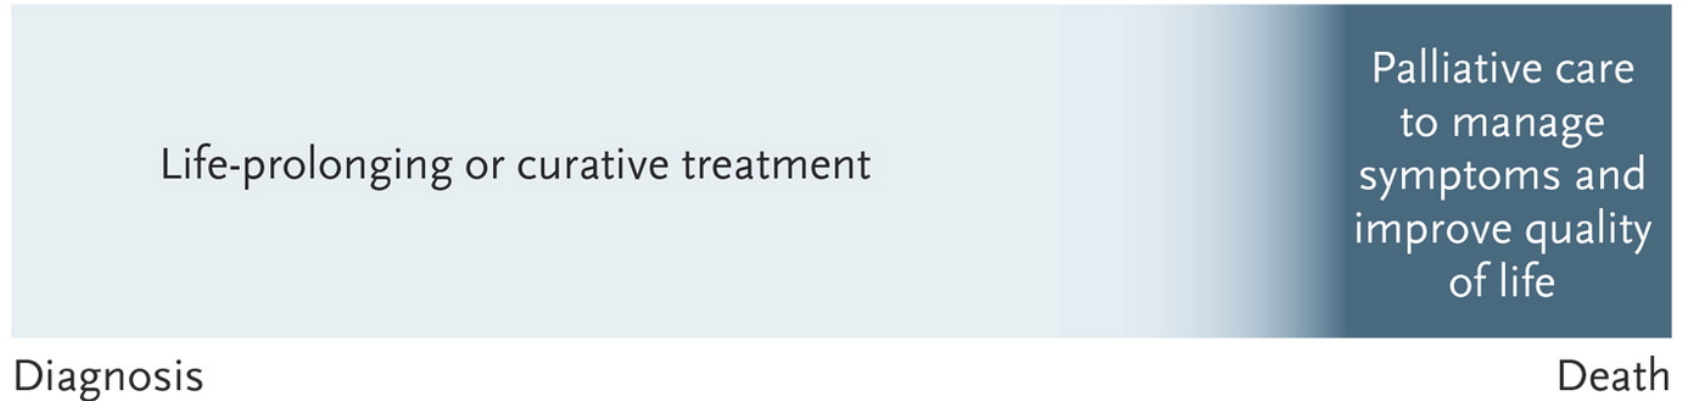 Life-prolonging or curative treatment
Palliative care
to manage
symptoms and
improve quality
of life
Diagnosis
Death